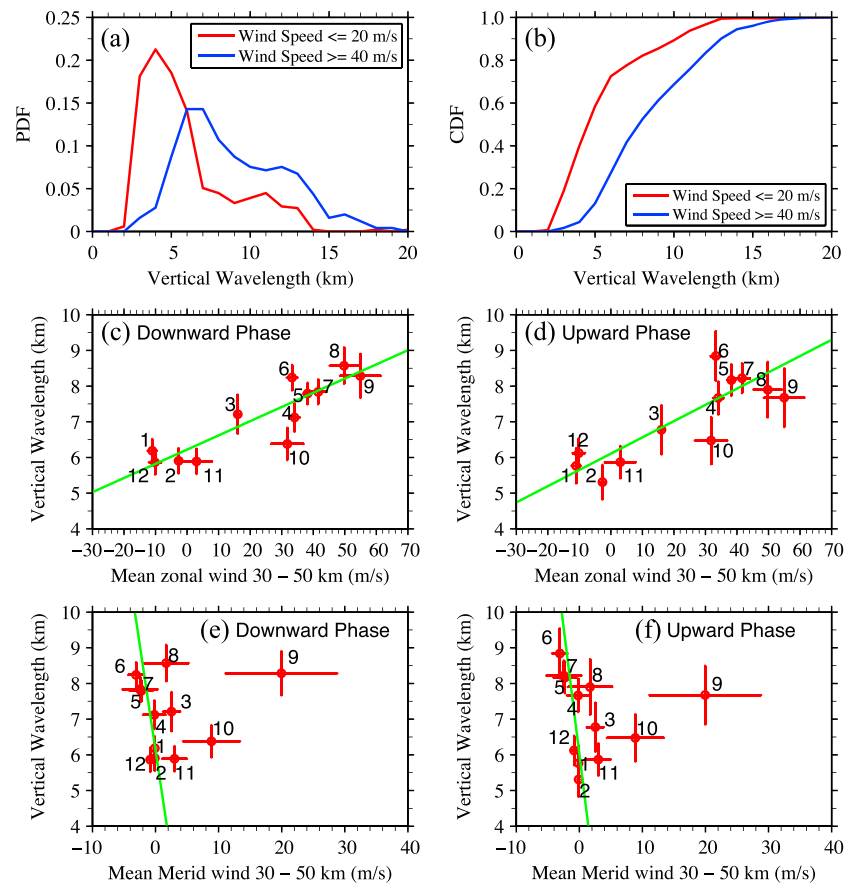 (a)
Wind Speed <= 20 m/s
Wind Speed >= 40 m/s
PDF
0.25
0.2
0.15
0.1
0.05
0
0 5 10 15 20
Vertical Wavelength (km)
(b)
Wind Speed <= 20 m/s
Wind Speed >= 40 m/s
CDF
1.0
0.8
0.6
0.4
0.2
0
0 5 10 15 20
Vertical Wavelength (km)
(c) Downward Phase
Vertical Wavelength (km)
10
9
8
7
6
5
4
1 12 2 11 3 6 5 4 10 7 8 9
-30 -20 -10 0 10 20 30 40 50 60 70
Mean zonal wind 30 – 50 km (m/s)
(d) Upward Phase
Vertical Wavelength (km)
10
9
8
7
6
5
4
12 1 2 11 3 6 5 7 4 8 9 10
-30 -20 -10 0 10 20 30 40 50 60 70
Mean zonal wind 30 – 50 km (m/s)
(e) Downward Phase
Vertical Wavelength (km)
10
9
8
7
6
5
4
6 8 7 5 3 4 1 12 2 11 10 9
-10 0 10 20 30 40
Mean Merid wind 30 – 50 km (m/s)
(f) Upward Phase
Vertical Wavelength (km)
10
9
8
7
6
5
4
6 7 5 8 4 3 12 1 2 11 10 9
-10 0 10 20 30 40
Mean Merid wind 30 – 50 km (m/s)